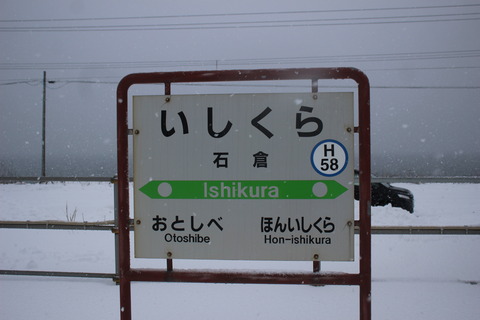 いしくら
石倉
H
58
Ishikura
おとしべ ほんいしくら
Otoshibe Hon-ishikura